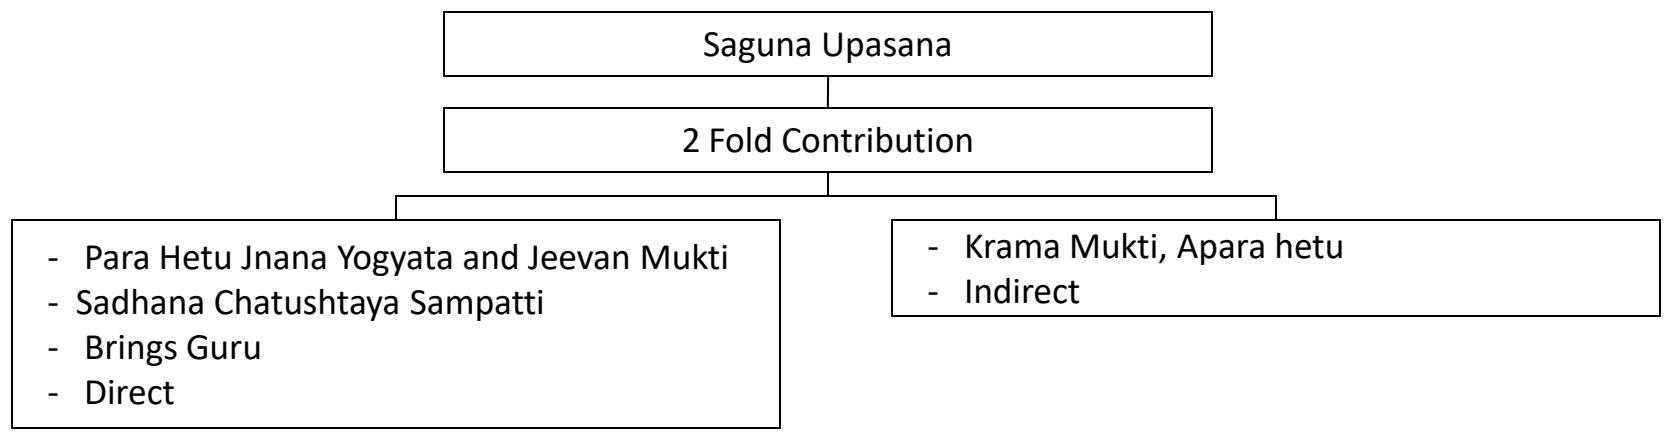 Saguna Upasana
2 Fold Contribution
- Para Hetu Jnana Yogyata and Jeevan Mukti
- Sadhana Chatushtaya Sampatti
- Brings Guru
- Direct
- Krama Mukti, Apara hetu
- Indirect